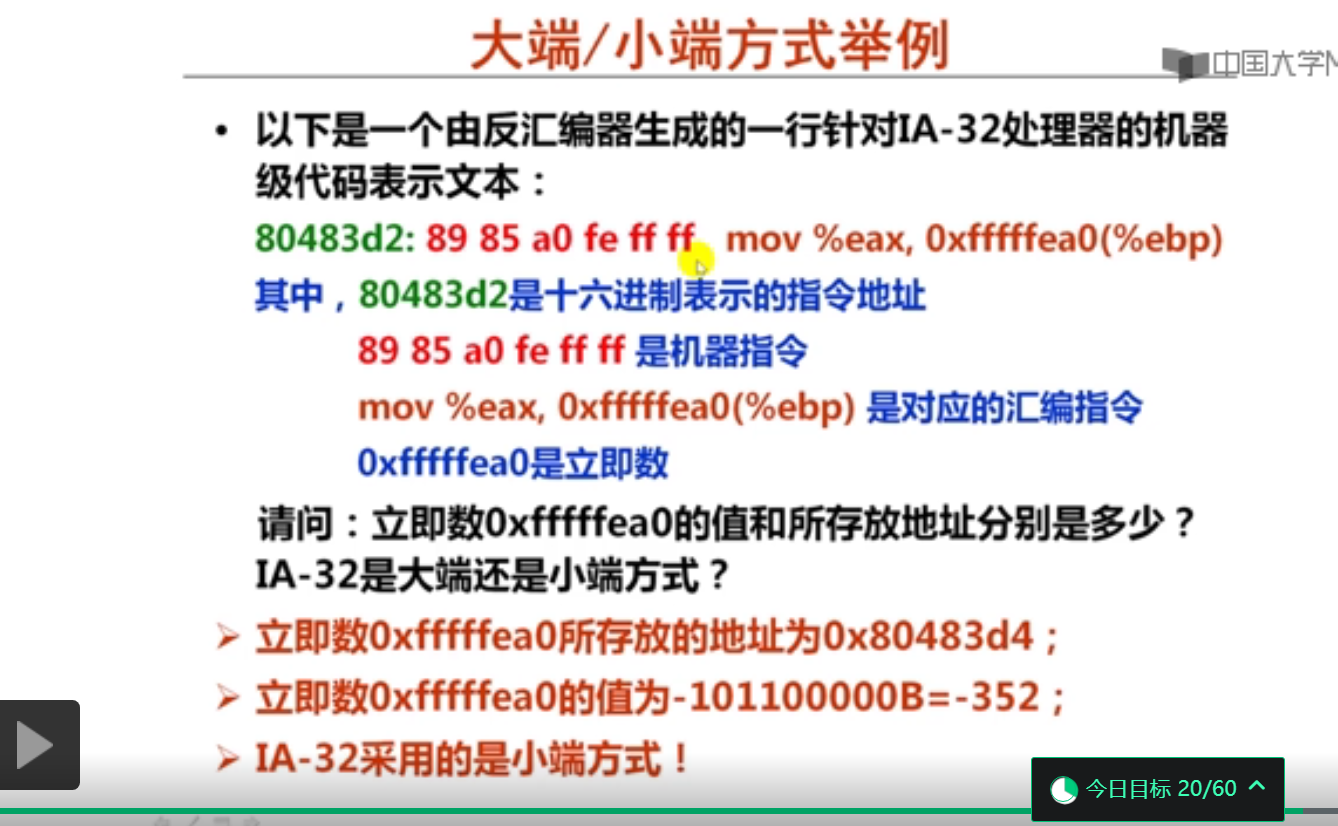 大端/小端方式举例
中国大学M
• 以下是一个由反汇编器生成的一行针对IA-32处理器的机器
级代码表示文本：
80483d2: 89 85 a0 fe ff ff mov %eax, 0xfffffea0(%ebp)
其中，80483d2是十六进制表示的指令地址
89 85 a0 fe ff ff 是机器指令
mov %eax, 0xfffffea0(%ebp) 是对应的汇编指令
0xfffffea0是立即数
请问：立即数0xfffffea0的值和所存放地址分别是多少？
IA-32是大端还是小端方式？
➢ 立即数0xfffffea0所存放的地址为0x80483d4；
➢ 立即数0xfffffea0的值为-101100000B=-352；
➢ IA-32采用的是小端方式！
今日目标 20/60